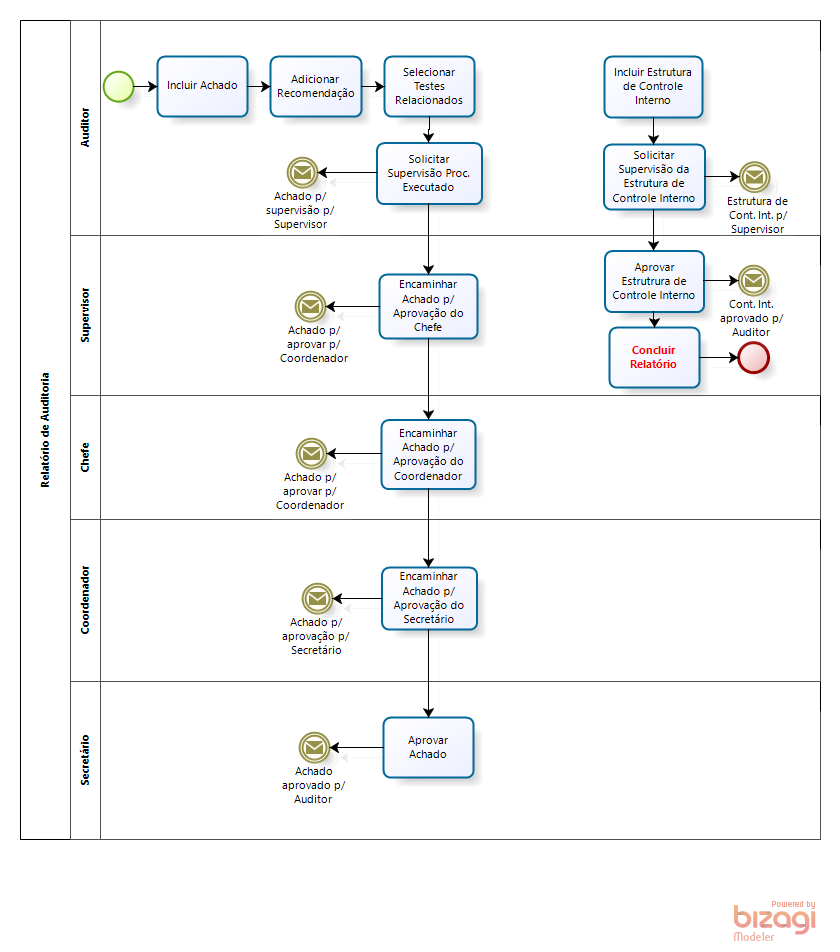 Relatório de Auditoria
Auditor
Incluir Achado
Adicionar
Recomendação
Selecionar
Testes
Relacionados
Incluir Estrutura
de Controle
Interno
Solicitar
Supervisão Proc.
Executado
Achado p/
supervisão p/
Supervisor
Solicitar
Supervisão da
Estrutura de
Controle Interno
Estrutura de
Cont. Int. p/
Supervisor
Supervisor
Encaminhar
Achado p/
Aprovação do
Chefe
Achado p/
aprovar p/
Coordenador
Aprovar
Estrutrura de
Controle Interno
Cont. Int.
aprovado p/
Auditor
Concluir
Relatório
Chefe
Encaminhar
Achado p/
Aprovação do
Coordenador
Achado p/
aprovar p/
Coordenador
Coordenador
Encaminhar
Achado p/
Aprovação do
Secretário
Achado p/
aprovação p/
Secretário
Secretário
Aprovar
Achado
Achado
aprovado p/
Auditor
Powered by
bizagi
Modeler